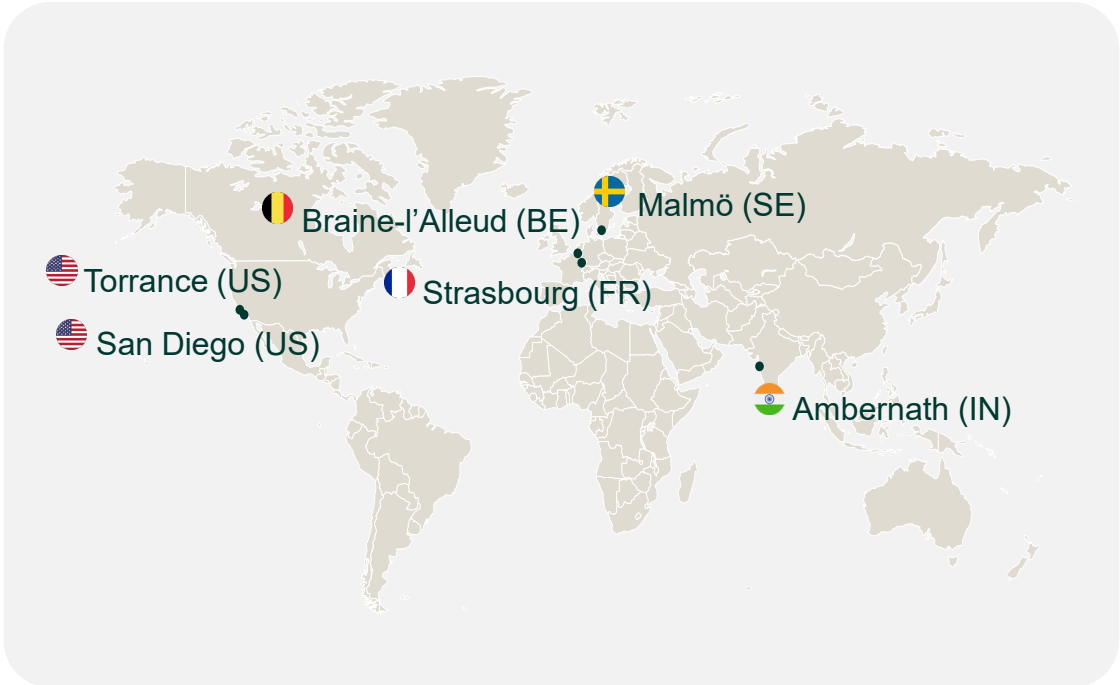 Malmö (SE)
Braine-l’Alleud (BE)
Torrance (US)
Strasbourg (FR)
San Diego (US)
Ambernath (IN)